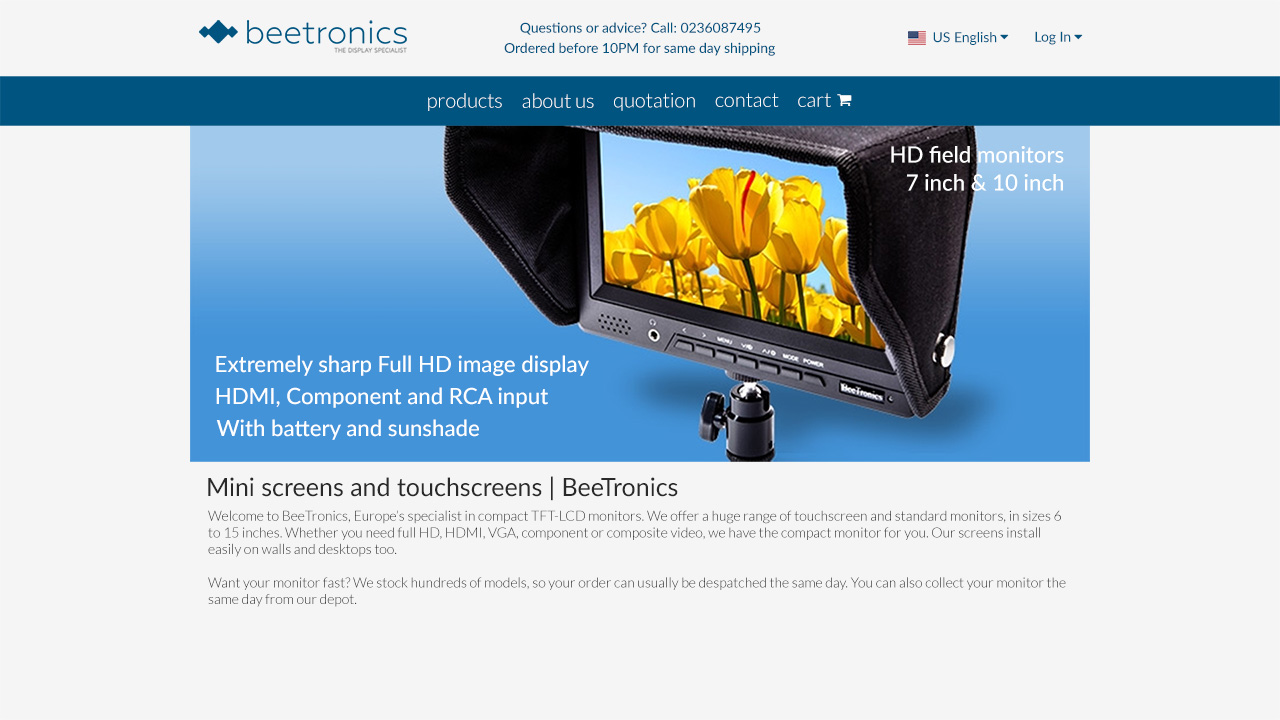 beetronics
THE DISPLAY SPECIALIST
Questions or advice? Call: 0236087495
Ordered before 10PM for same day shipping
US English
Log In
products about us quotation contact cart
HD field monitors
7 inch & 10 inch
< > MENU MODE POWER
BeeTronics
Extremely sharp Full HD image display
HDMI, Component and RCA input
With battery and sunshade
Mini screens and touchscreens | BeeTronics
Welcome to BeeTronics, Europe's specialist in compact TFT-LCD monitors. We offer a huge range of touchscreen and standard monitors, in sizes 6
to 15 inches. Whether you need full HD, HDMI, VGA, component or composite video, we have the compact monitor for you. Our screens install
easily on walls and desktops too.
Want your monitor fast? We stock hundreds of models, so your order can usually be despatched the same day. You can also collect your monitor the
same day from our depot.